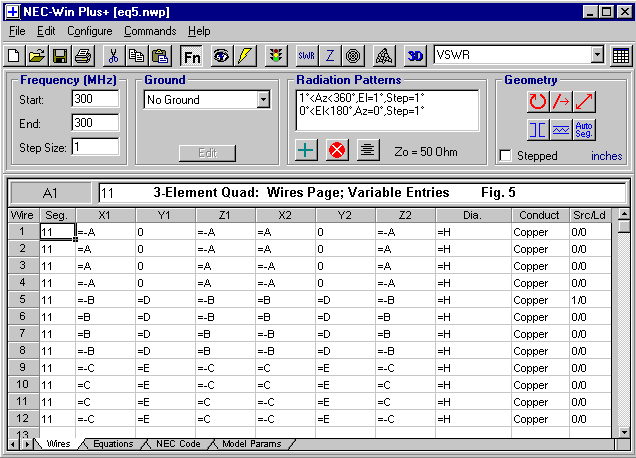 NEC-Win Plus+ [eq5.nwp]
File Edit Configure Commands Help
Fn SWR Z 3D VSWR
Frequency (MHz)
Start: 300
End: 300
Step Size: 1
Ground
No Ground
Edit
Radiation Patterns
1°<Az<360°,El=1°,Step=1°
0°<El<180°,Az=0°,Step=1°
Zo = 50 Ohm
Geometry
Auto Seg.
Stepped inches
A1 11 3-Element Quad: Wires Page; Variable Entries Fig. 5
Wire Seg. X1 Y1 Z1 X2 Y2 Z2 Dia. Conduct Src/Ld
1 11 =-A 0 =-A =A 0 =-A =H Copper 0/0
2 11 =A 0 =-A =A 0 =A =H Copper 0/0
3 11 =A 0 =A =-A 0 =A =H Copper 0/0
4 11 =-A 0 =A =-A 0 =-A =H Copper 0/0
5 11 =-B =D =-B =B =D =-B =H Copper 1/0
6 11 =B =D =-B =B =D =B =H Copper 0/0
7 11 =B =D =B =-B =D =B =H Copper 0/0
8 11 =-B =D =B =-B =D =-B =H Copper 0/0
9 11 =-C =E =-C =C =E =-C =H Copper 0/0
10 11 =C =E =-C =C =E =C =H Copper 0/0
11 11 =C =E =C =-C =E =C =H Copper 0/0
12 11 =-C =E =C =-C =E =-C =H Copper 0/0
13
Wires Equations NEC Code Model Params